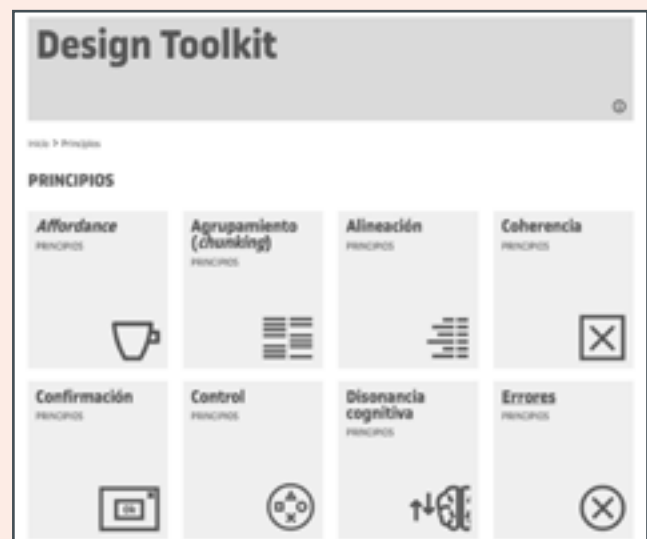 Design Toolkit
Inicio > Principios
PRINCIPIOS
Affordance
PRINCIPIOS
Agrupamiento
(chunking)
PRINCIPIOS
Alineación
PRINCIPIOS
Coherencia
PRINCIPIOS
Confirmación
PRINCIPIOS
Ok
Control
PRINCIPIOS
Disonancia
cognitiva
PRINCIPIOS
Errores
PRINCIPIOS